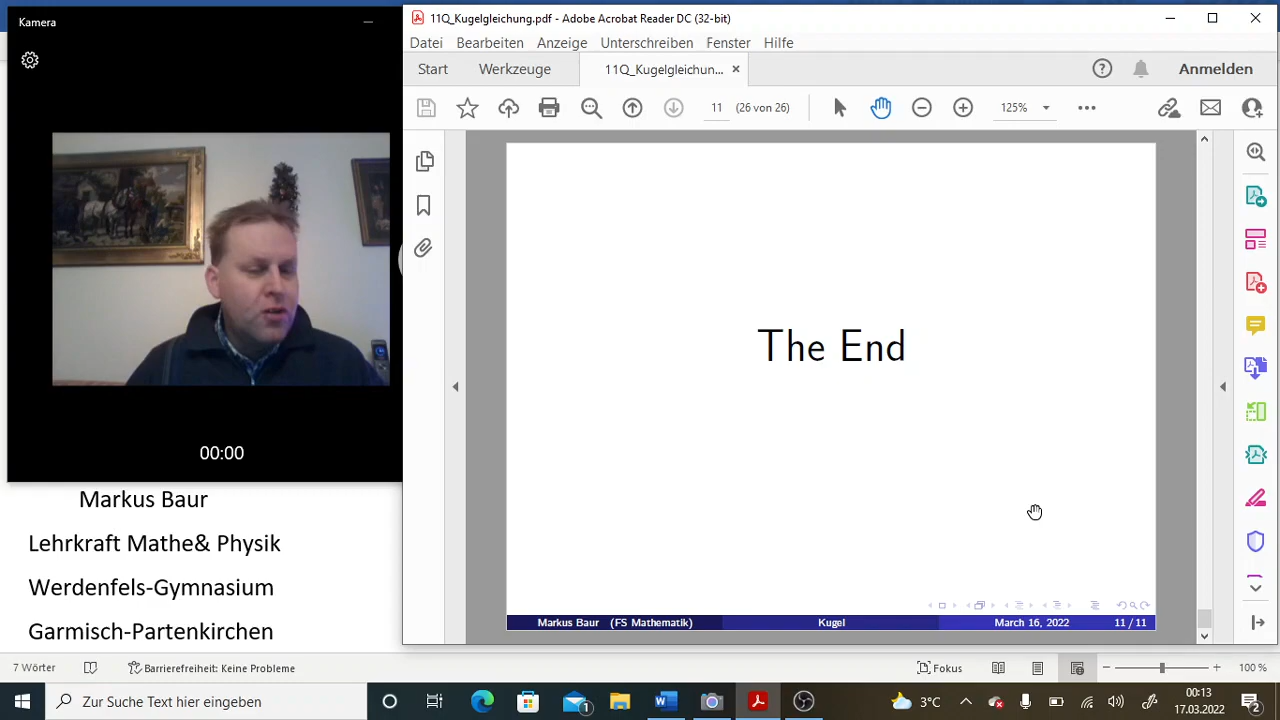 Kamera
00:00
Markus Baur
Lehrkraft Mathe& Physik
Werdenfels-Gymnasium
Garmisch-Partenkirchen
11Q_Kugelgleichung.pdf - Adobe Acrobat Reader DC (32-bit)
Datei Bearbeiten Anzeige Unterschreiben Fenster Hilfe
Start Werkzeuge 11Q_Kugelgleichun... × Anmelden
11 (26 von 26) 125%
The End
Markus Baur (FS Mathematik) Kugel March 16, 2022 11 / 11
7 Wörter Barrierefreiheit: Keine Probleme Fokus 100 %
Zur Suche Text hier eingeben 1 3°C 00:13
17.03.2022 2